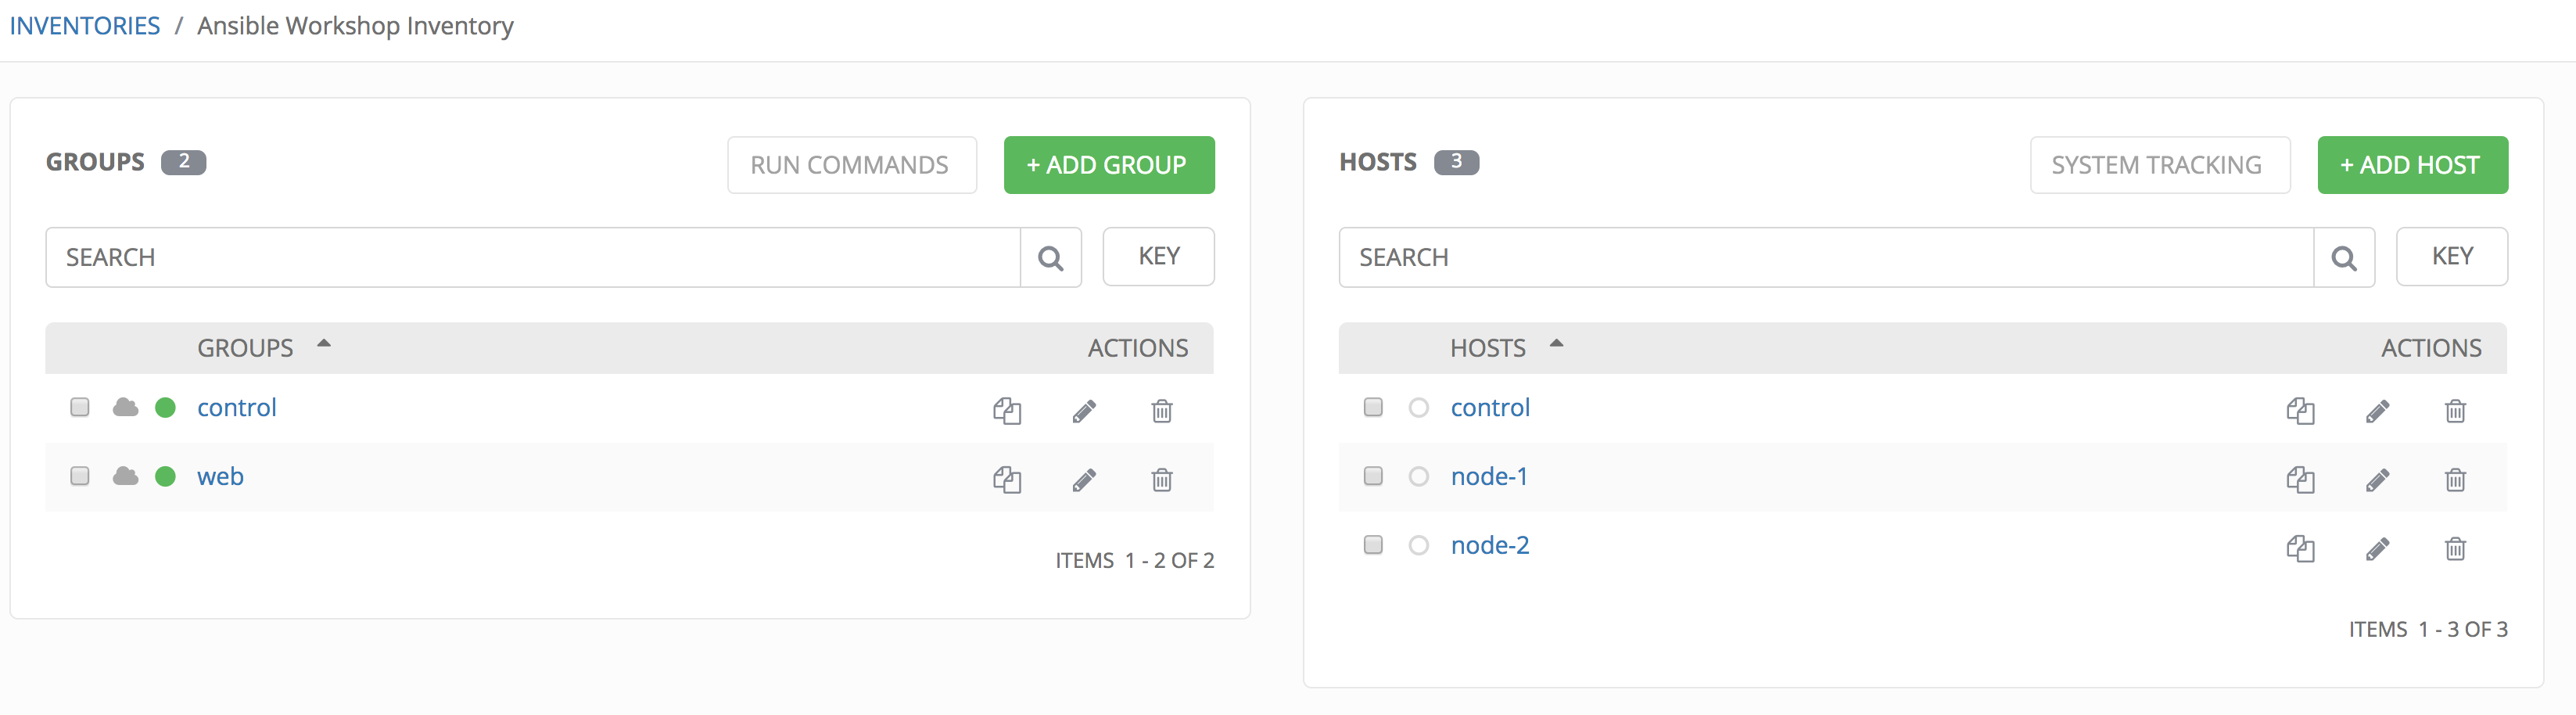 INVENTORIES / Ansible Workshop Inventory
GROUPS 2
RUN COMMANDS
+ ADD GROUP
SEARCH
KEY
GROUPS ACTIONS
control
web
ITEMS 1 - 2 OF 2
HOSTS 3
SYSTEM TRACKING
+ ADD HOST
SEARCH
KEY
HOSTS ACTIONS
control
node-1
node-2
ITEMS 1 - 3 OF 3